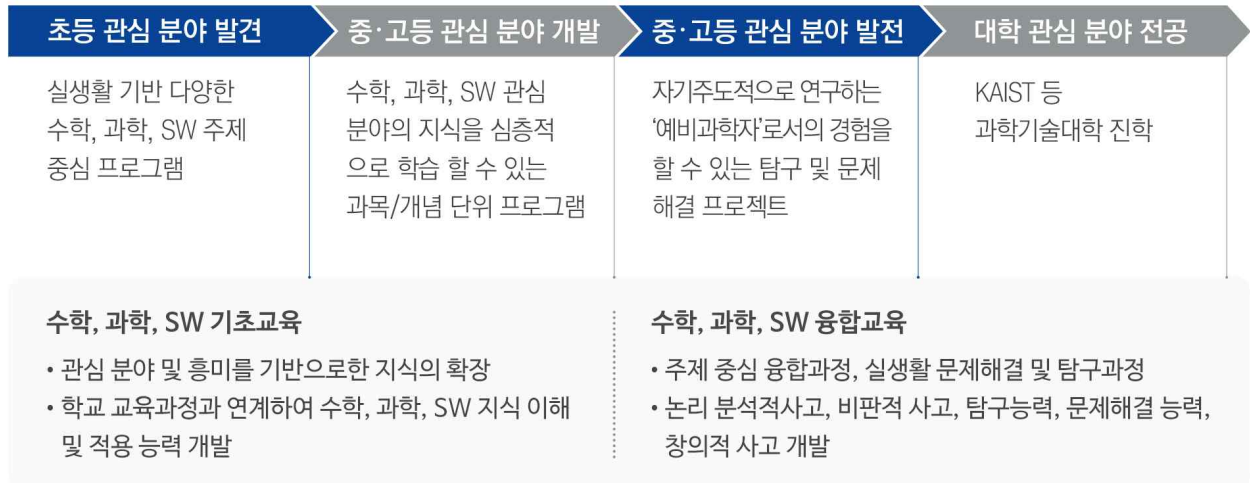 초등 관심 분야 발견
중·고등 관심 분야 개발
중·고등 관심 분야 발전
대학 관심 분야 전공
실생활 기반 다양한
수학, 과학, SW 주제
중심 프로그램
수학, 과학, SW 관심
분야의 지식을 심층적
으로 학습 할 수 있는
과목/개념 단위 프로그램
자기주도적으로 연구하는
‘예비과학자’로서의 경험을
할 수 있는 탐구 및 문제
해결 프로젝트
KAIST 등
과학기술대학 진학
수학, 과학, SW 기초교육
• 관심 분야 및 흥미를 기반으로한 지식의 확장
• 학교 교육과정과 연계하여 수학, 과학, SW 지식 이해
및 적용 능력 개발
수학, 과학, SW 융합교육
• 주제 중심 융합과정, 실생활 문제해결 및 탐구과정
• 논리 분석적사고, 비판적 사고, 탐구능력, 문제해결 능력,
창의적 사고 개발